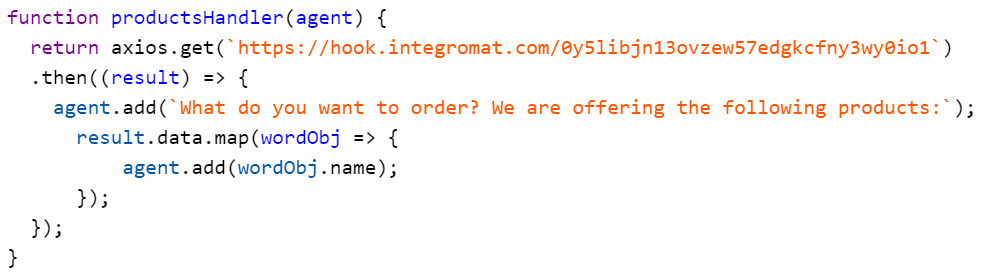 function productsHandler(agent) {
  return axios.get(`https://hook.integromat.com/0y5libjn13ovzew57edgkcfny3wy0io1`)
  .then((result) => {
    agent.add(`What do you want to order? We are offering the following products:`);
      result.data.map(wordObj => {
          agent.add(wordObj.name);
      });
  });
}